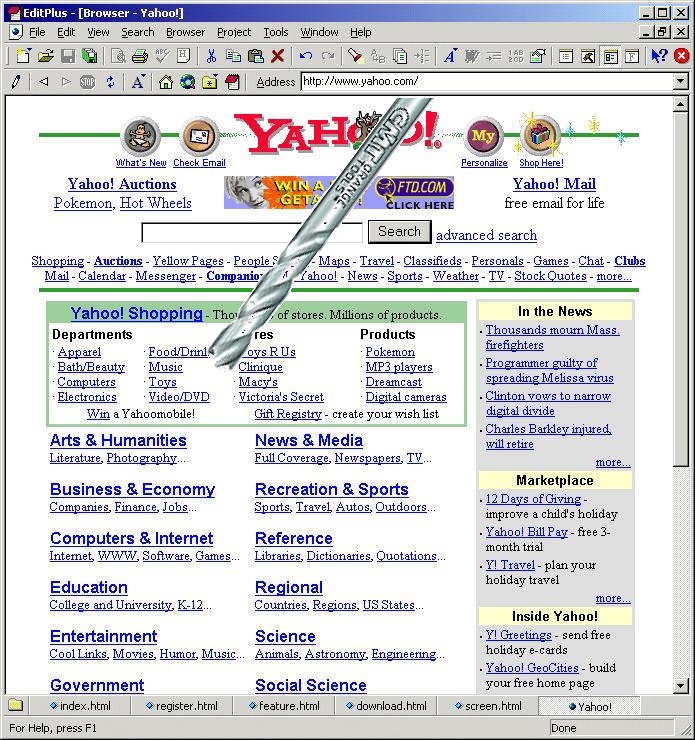 EditPlus - [Browser - Yahoo!]
File Edit View Search Browser Project Tools Window Help
Address http://www.yahoo.com/
YAHOO!
My
What's New Check Email Personalize Shop Here!
Yahoo! Auctions
Pokemon, Hot Wheels
WIN A
GETA
FTD.COM
CLICK HERE
Yahoo! Mail
free email for life
Search advanced search
Shopping - Auctions - Yellow Pages - People S - Maps - Travel - Classifieds - Personals - Games - Chat - Clubs
Mail - Calendar - Messenger - Companio My Yahoo! - News - Sports - Weather - TV - Stock Quotes - more...
Yahoo! Shopping - Thou of stores. Millions of products.
Departments res Products
· Apparel · Food/Drink Toys R Us · Pokemon
· Bath/Beauty · Music Clinique · MP3 players
· Computers · Toys · Macy's · Dreamcast
· Electronics · Video/DVD · Victoria's Secret · Digital cameras
Win a Yahoomobile! Gift Registry - create your wish list
Arts & Humanities
Literature, Photography...
News & Media
Full Coverage, Newspapers, TV...
Business & Economy
Companies, Finance, Jobs...
Recreation & Sports
Sports, Travel, Autos, Outdoors...
Computers & Internet
Internet, WWW, Software, Games...
Reference
Libraries, Dictionaries, Quotations...
Education
College and University, K-12...
Regional
Countries, Regions, US States...
Entertainment
Cool Links, Movies, Humor, Music...
Science
Animals, Astronomy, Engineering...
Government
Social Science
In the News
· Thousands mourn Mass.
firefighters
· Programmer guilty of
spreading Melissa virus
· Clinton vows to narrow
digital divide
· Charles Barkley injured,
will retire
more...
Marketplace
· 12 Days of Giving -
improve a child's holiday
· Yahoo! Bill Pay - free 3-
month trial
· Y! Travel - plan your
holiday travel
more...
Inside Yahoo!
· Y! Greetings - send free
holiday e-cards
· Yahoo! GeoCities - build
your free home page
index.html register.html feature.html download.html screen.html Yahoo!
For Help, press F1 Done